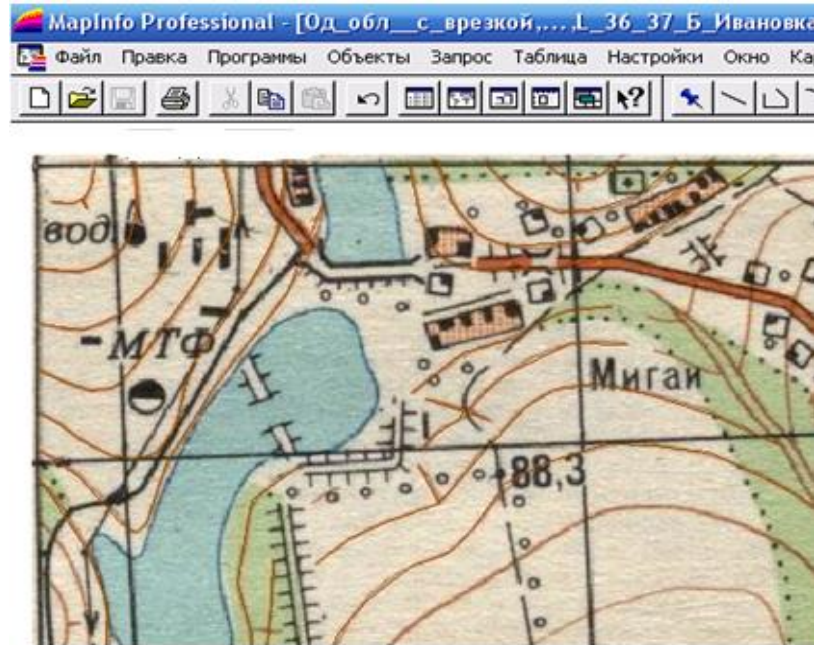 MapInfo Professional - [Од_обл__с_врезкой,...,L_36_37_Б_Ивановка
Файл Правка Программы Объекты Запрос Таблица Настройки Окно Ка
вод.
МТФ
Мигаи
88,3